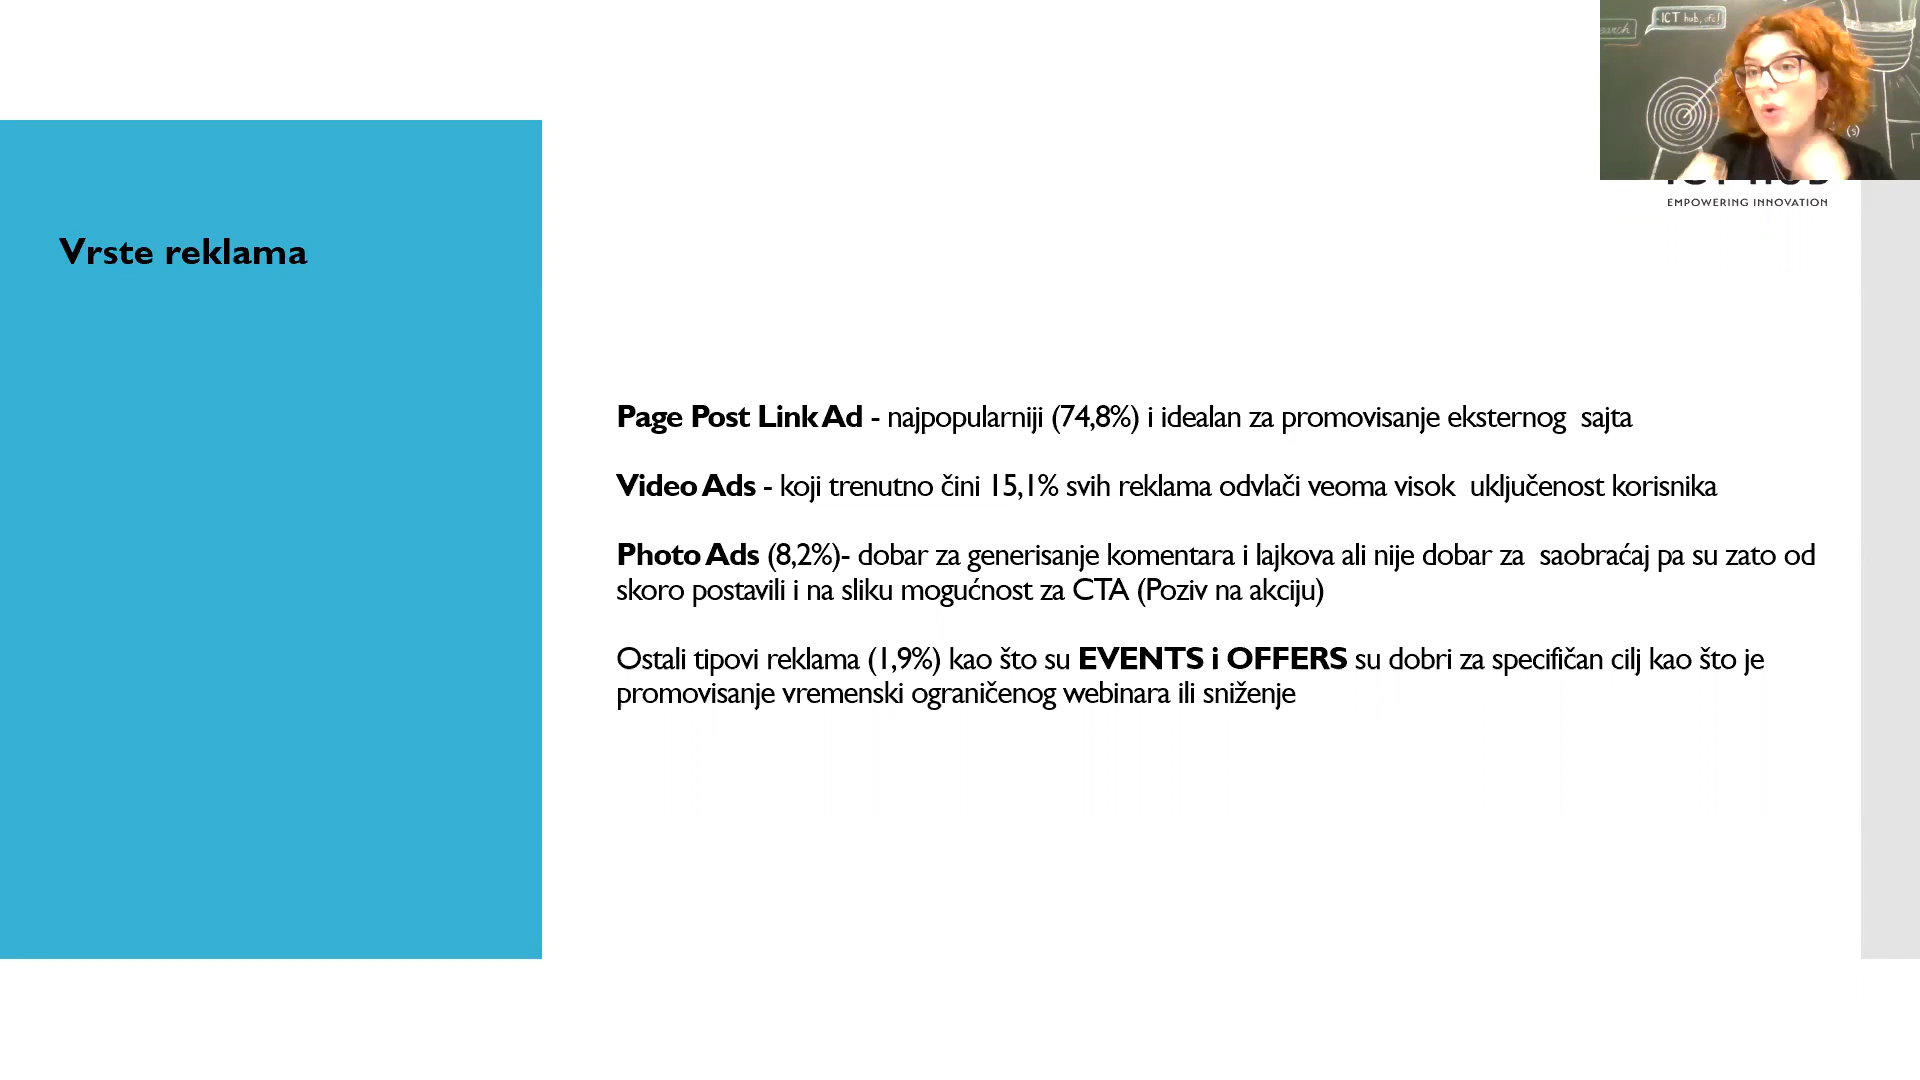 ICT hub, ofc!
earch
(s)
EMPOWERING INNOVATION
Vrste reklama
Page Post Link Ad - najpopularniji (74,8%) i idealan za promovisanje eksternog sajta
Video Ads - koji trenutno čini 15,1% svih reklama odvlači veoma visok uključenost korisnika
Photo Ads (8,2%)- dobar za generisanje komentara i lajkova ali nije dobar za saobraćaj pa su zato od
skoro postavili i na sliku mogućnost za CTA (Poziv na akciju)
Ostali tipovi reklama (1,9%) kao što su EVENTS i OFFERS su dobri za specifičan cilj kao što je
promovisanje vremenski ograničenog webinara ili sniženje